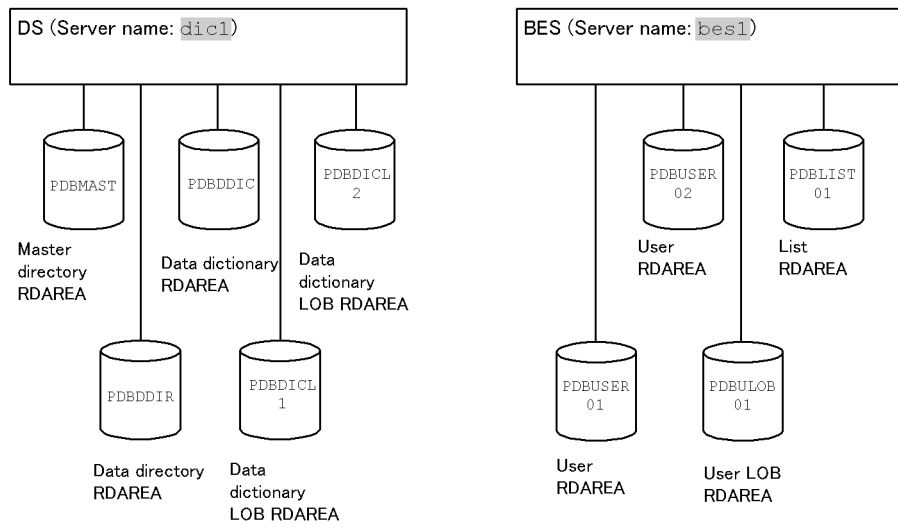 DS (Server name: dic1)
PDBMAST
Master
directory
RDAREA
PDBDDIC
Data dictionary
RDAREA
PDBDICL
2
Data
dictionary
LOB RDAREA
PDBDDIR
Data directory
RDAREA
PDBDICL
1
Data
dictionary
LOB RDAREA
BES (Server name: bes1)
PDBUSER
02
User
RDAREA
PDBLIST
01
List
RDAREA
PDBUSER
01
User
RDAREA
PDBULOB
01
User LOB
RDAREA